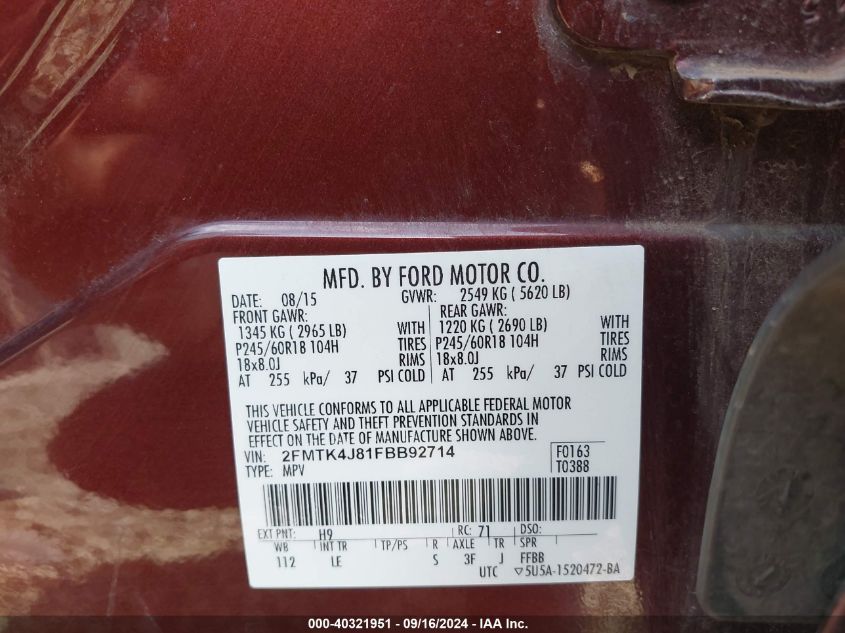 MFD. BY FORD MOTOR CO.
DATE: 08/15 GVWR: 2549 KG ( 5620 LB)
FRONT GAWR: REAR GAWR:
1345 KG ( 2965 LB) WITH 1220 KG ( 2690 LB) WITH
P245/60R18 104H TIRES P245/60R18 104H TIRES
18x8.0J RIMS 18x8.0J RIMS
AT 255 kPa/ 37 PSI COLD AT 255 kPa/ 37 PSI COLD
THIS VEHICLE CONFORMS TO ALL APPLICABLE FEDERAL MOTOR
VEHICLE SAFETY AND THEFT PREVENTION STANDARDS IN
EFFECT ON THE DATE OF MANUFACTURE SHOWN ABOVE.
VIN: 2FMTK4J81FBB92714 F0163
TYPE: MPV T0388
EXT PNT: H9 RC: 71 DSO:
WB INT TR TP/PS R AXLE TR SPR
112 LE S 3F J FFBB
UTC ▽5U5A-1520472-BA
000-40321951 - 09/16/2024 - IAA Inc.